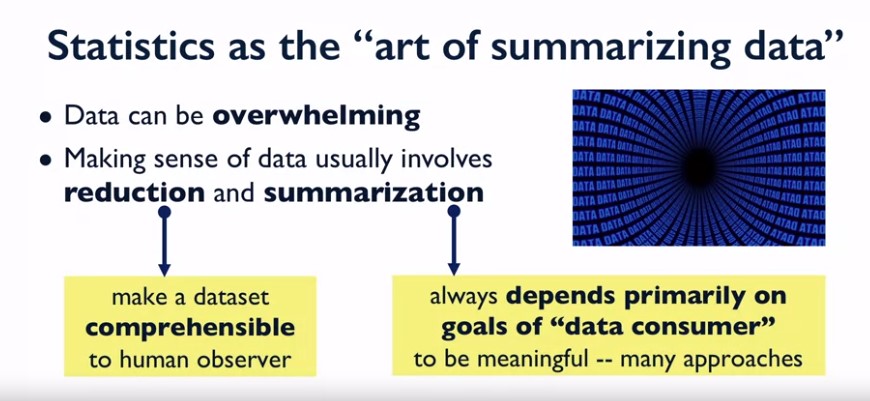 Statistics as the “art of summarizing data”
• Data can be overwhelming
• Making sense of data usually involves
reduction and summarization
make a dataset
comprehensible
to human observer
always depends primarily on
goals of “data consumer”
to be meaningful -- many approaches
DATA DATA DATA DATA ATAD ATAD ATAD